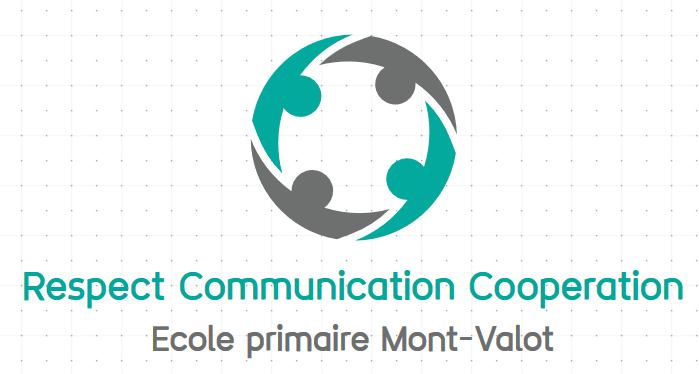 Respect Communication Cooperation
Ecole primaire Mont-Valot